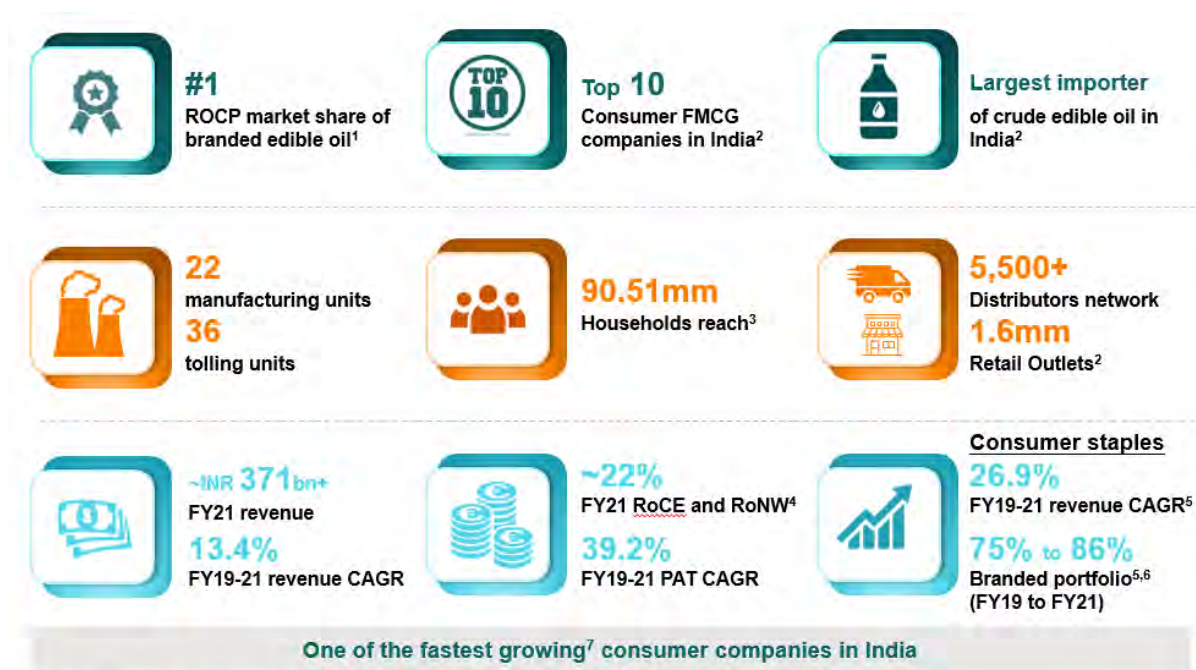 #1
ROCP market share of
branded edible oil1
TOP
10
Top 10
Consumer FMCG
companies in India2
Largest importer
of crude edible oil in
India2
22
manufacturing units
36
tolling units
90.51mm
Households reach3
5,500+
Distributors network
1.6mm
Retail Outlets2
~INR 371bn+
FY21 revenue
13.4%
FY19-21 revenue CAGR
~22%
FY21 RoCE and RoNW4
39.2%
FY19-21 PAT CAGR
Consumer staples
26.9%
FY19-21 revenue CAGR5
75% to 86%
Branded portfolio5,6
(FY19 to FY21)
One of the fastest growing7 consumer companies in India